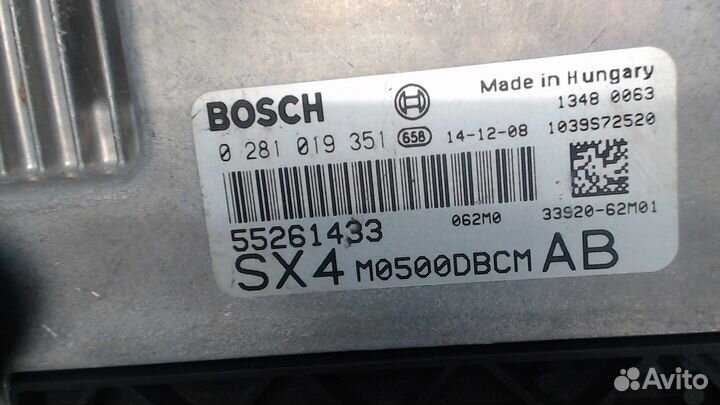 BOSCH
Made in Hungary
1348 0063
0 281 019 351 658 14-12-08 1039S72520
062M0 33920-62M01
55261433
SX4 M0500DBCM AB
Avito